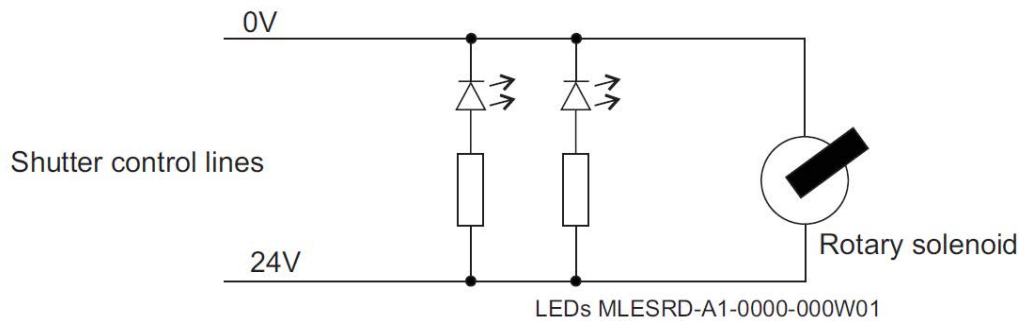 0V
Shutter control lines
24V
Rotary solenoid
LEDs MLESRD-A1-0000-000W01